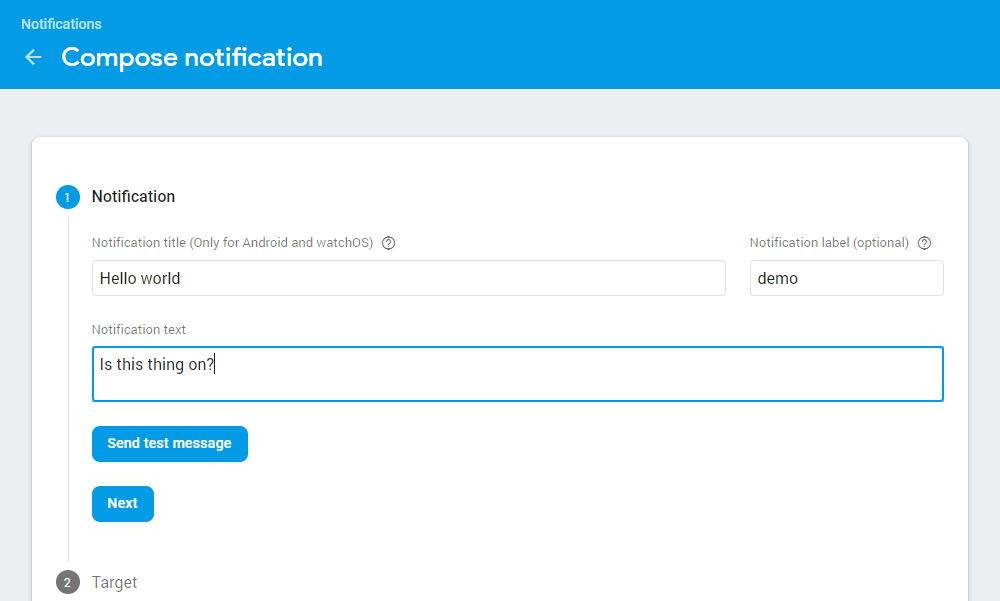 Notifications
Compose notification
1 Notification
Notification title (Only for Android and watchOS) ?
Notification label (optional) ?
Hello world
demo
Notification text
Is this thing on?
Send test message
Next
2 Target